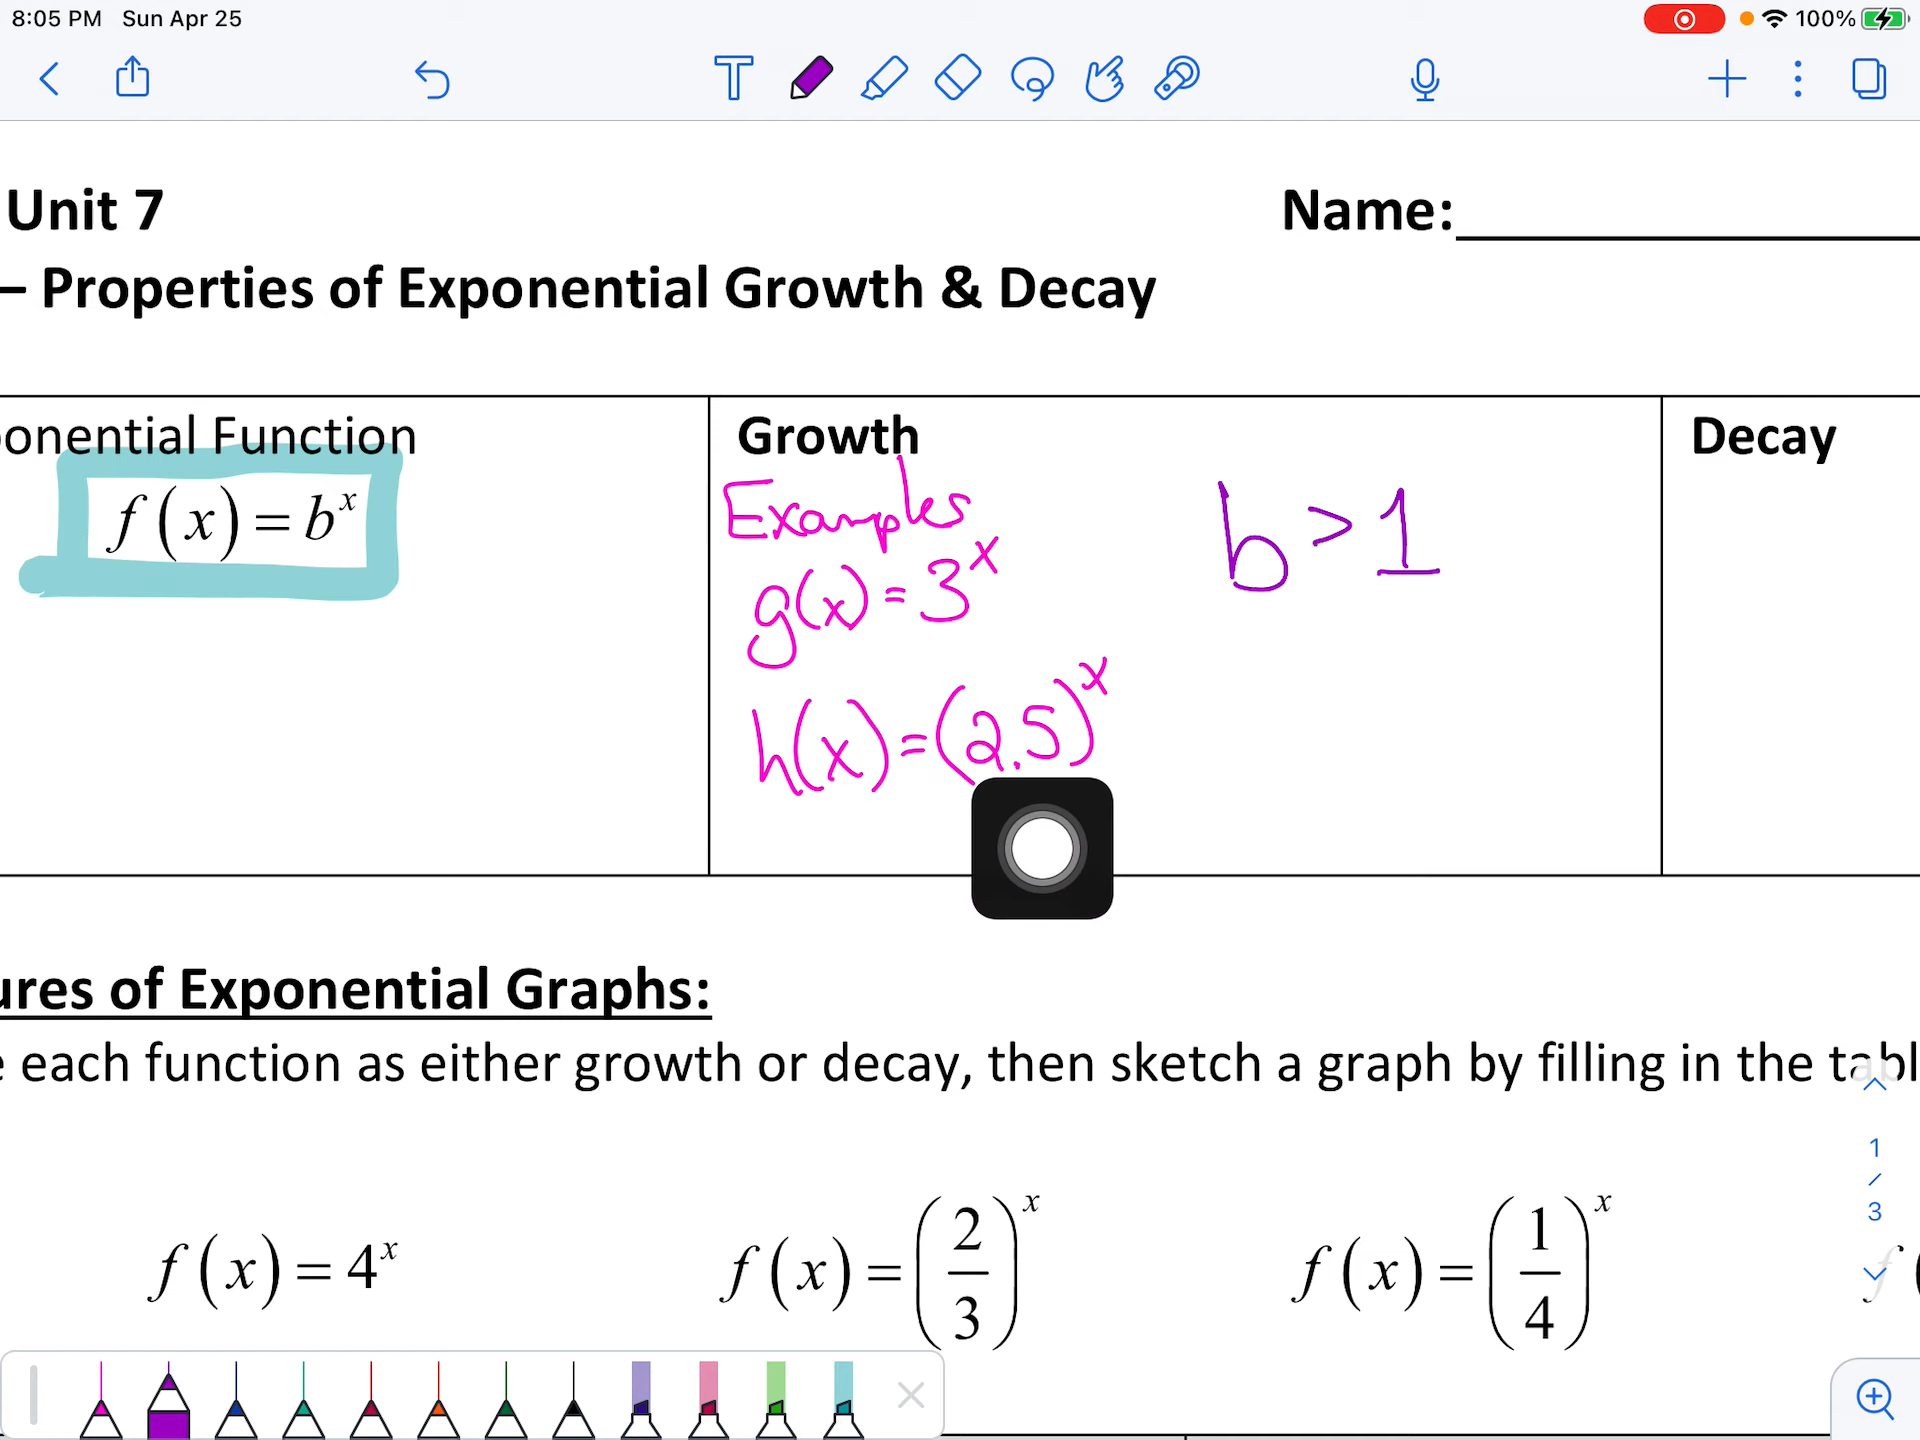 8:05 PM Sun Apr 25
100%
Unit 7
Name:
– Properties of Exponential Growth & Decay
onential Function
f(x) = b^x
Growth
Examples
g(x) = 3^x
h(x) = (2.5)^x
b > 1
Decay
ures of Exponential Graphs:
e each function as either growth or decay, then sketch a graph by filling in the tabl
1
/
3
f(x) = 4^x
f(x) = (2/3)^x
f(x) = (1/4)^x
f(